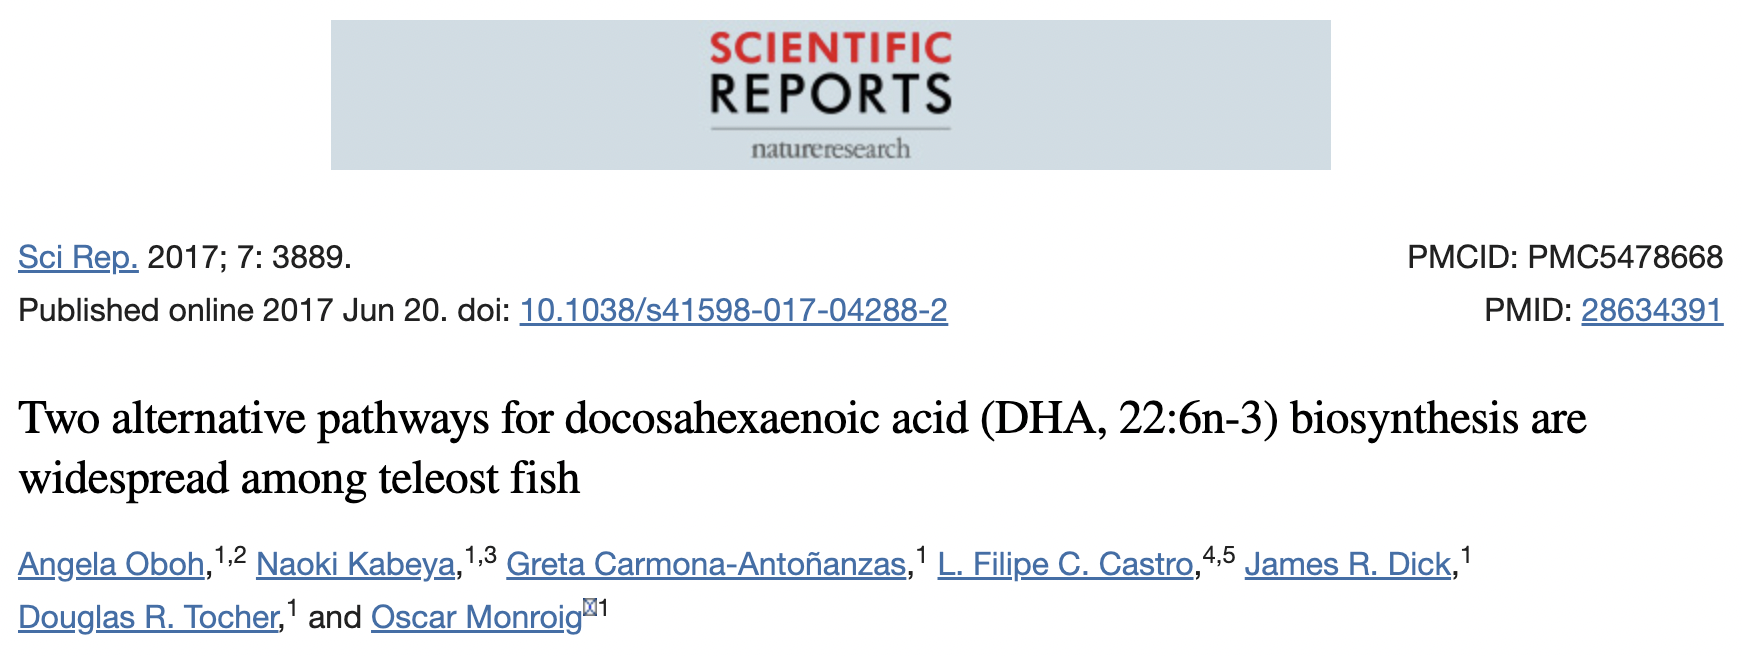 SCIENTIFIC
REPORTS
natureresearch
Sci Rep. 2017; 7: 3889.
PMCID: PMC5478668
Published online 2017 Jun 20. doi: 10.1038/s41598-017-04288-2
PMID: 28634391
Two alternative pathways for docosahexaenoic acid (DHA, 22:6n-3) biosynthesis are
widespread among teleost fish
Angela Oboh,1,2 Naoki Kabeya,1,3 Greta Carmona-Antoñanzas,1 L. Filipe C. Castro,4,5 James R. Dick,1
Douglas R. Tocher,1 and Oscar Monroig1